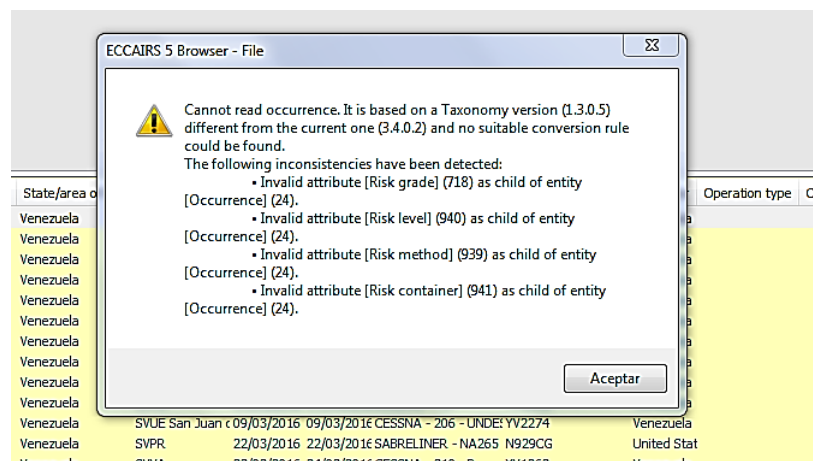 ECCAIRS 5 Browser - File
Cannot read occurrence. It is based on a Taxonomy version (1.3.0.5)
different from the current one (3.4.0.2) and no suitable conversion rule
could be found.
The following inconsistencies have been detected:
▪ Invalid attribute [Risk grade] (718) as child of entity
[Occurrence] (24).
▪ Invalid attribute [Risk level] (940) as child of entity
[Occurrence] (24).
▪ Invalid attribute [Risk method] (939) as child of entity
[Occurrence] (24).
▪ Invalid attribute [Risk container] (941) as child of entity
[Occurrence] (24).
Aceptar
State/area o Operation type
Venezuela
Venezuela
Venezuela
Venezuela
Venezuela
Venezuela
Venezuela
Venezuela
Venezuela
Venezuela
Venezuela SVUE San Juan 09/03/2016 09/03/2016 CESSNA - 206 - UNDE YV2274 Venezuela
Venezuela SVPR 22/03/2016 22/03/2016 SABRELINER - NA265 N929CG United Stat